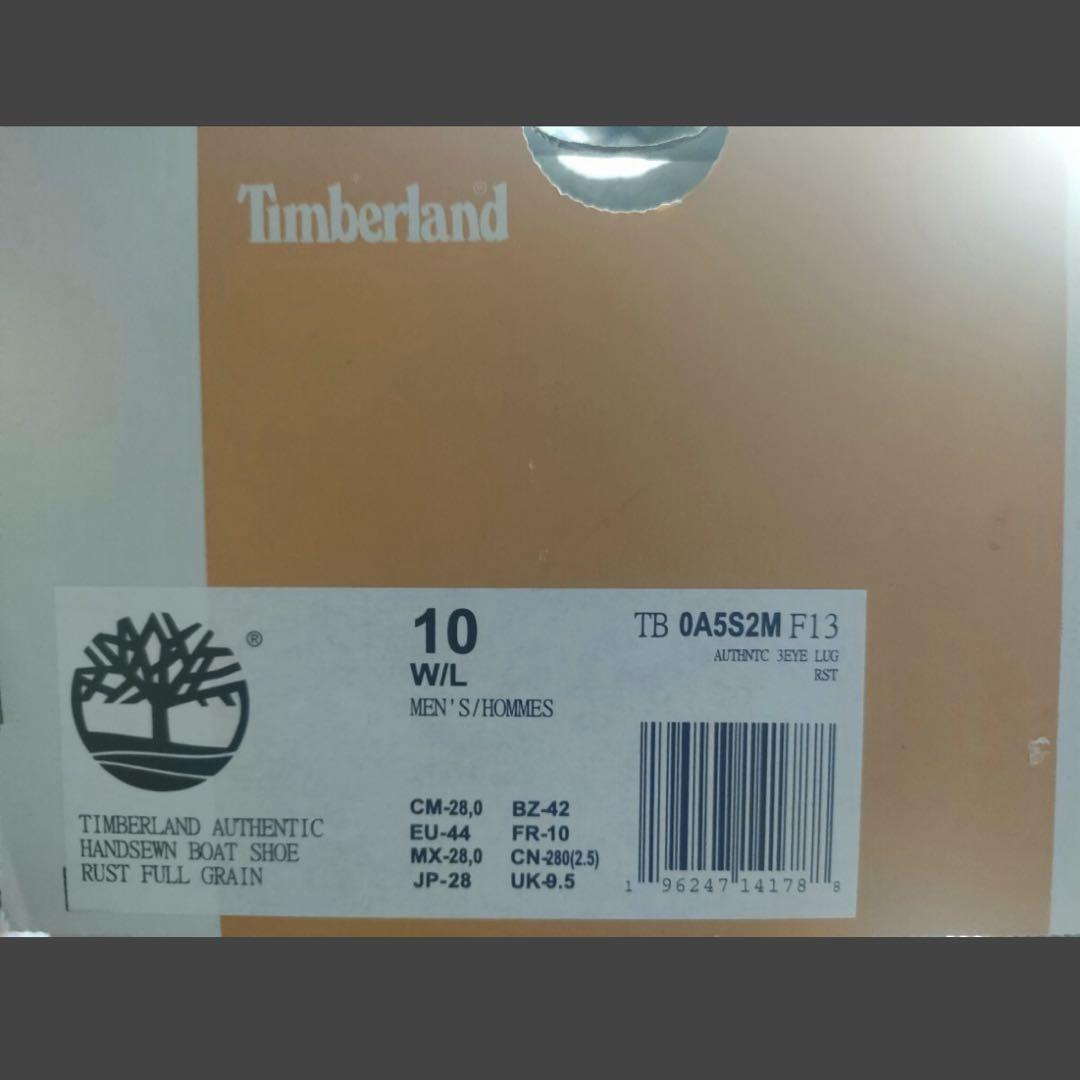 Timberland®
®
10
W/L
MEN'S/HOMMES
TB 0A5S2M F13
AUTHNTC 3EYE LUG
RST
TIMBERLAND AUTHENTIC
HANDSEWN BOAT SHOE
RUST FULL GRAIN
CM-28,0 BZ-42
EU-44 FR-10
MX-28,0 CN-280(2.5)
JP-28 UK-9.5
1 96247 14178 8